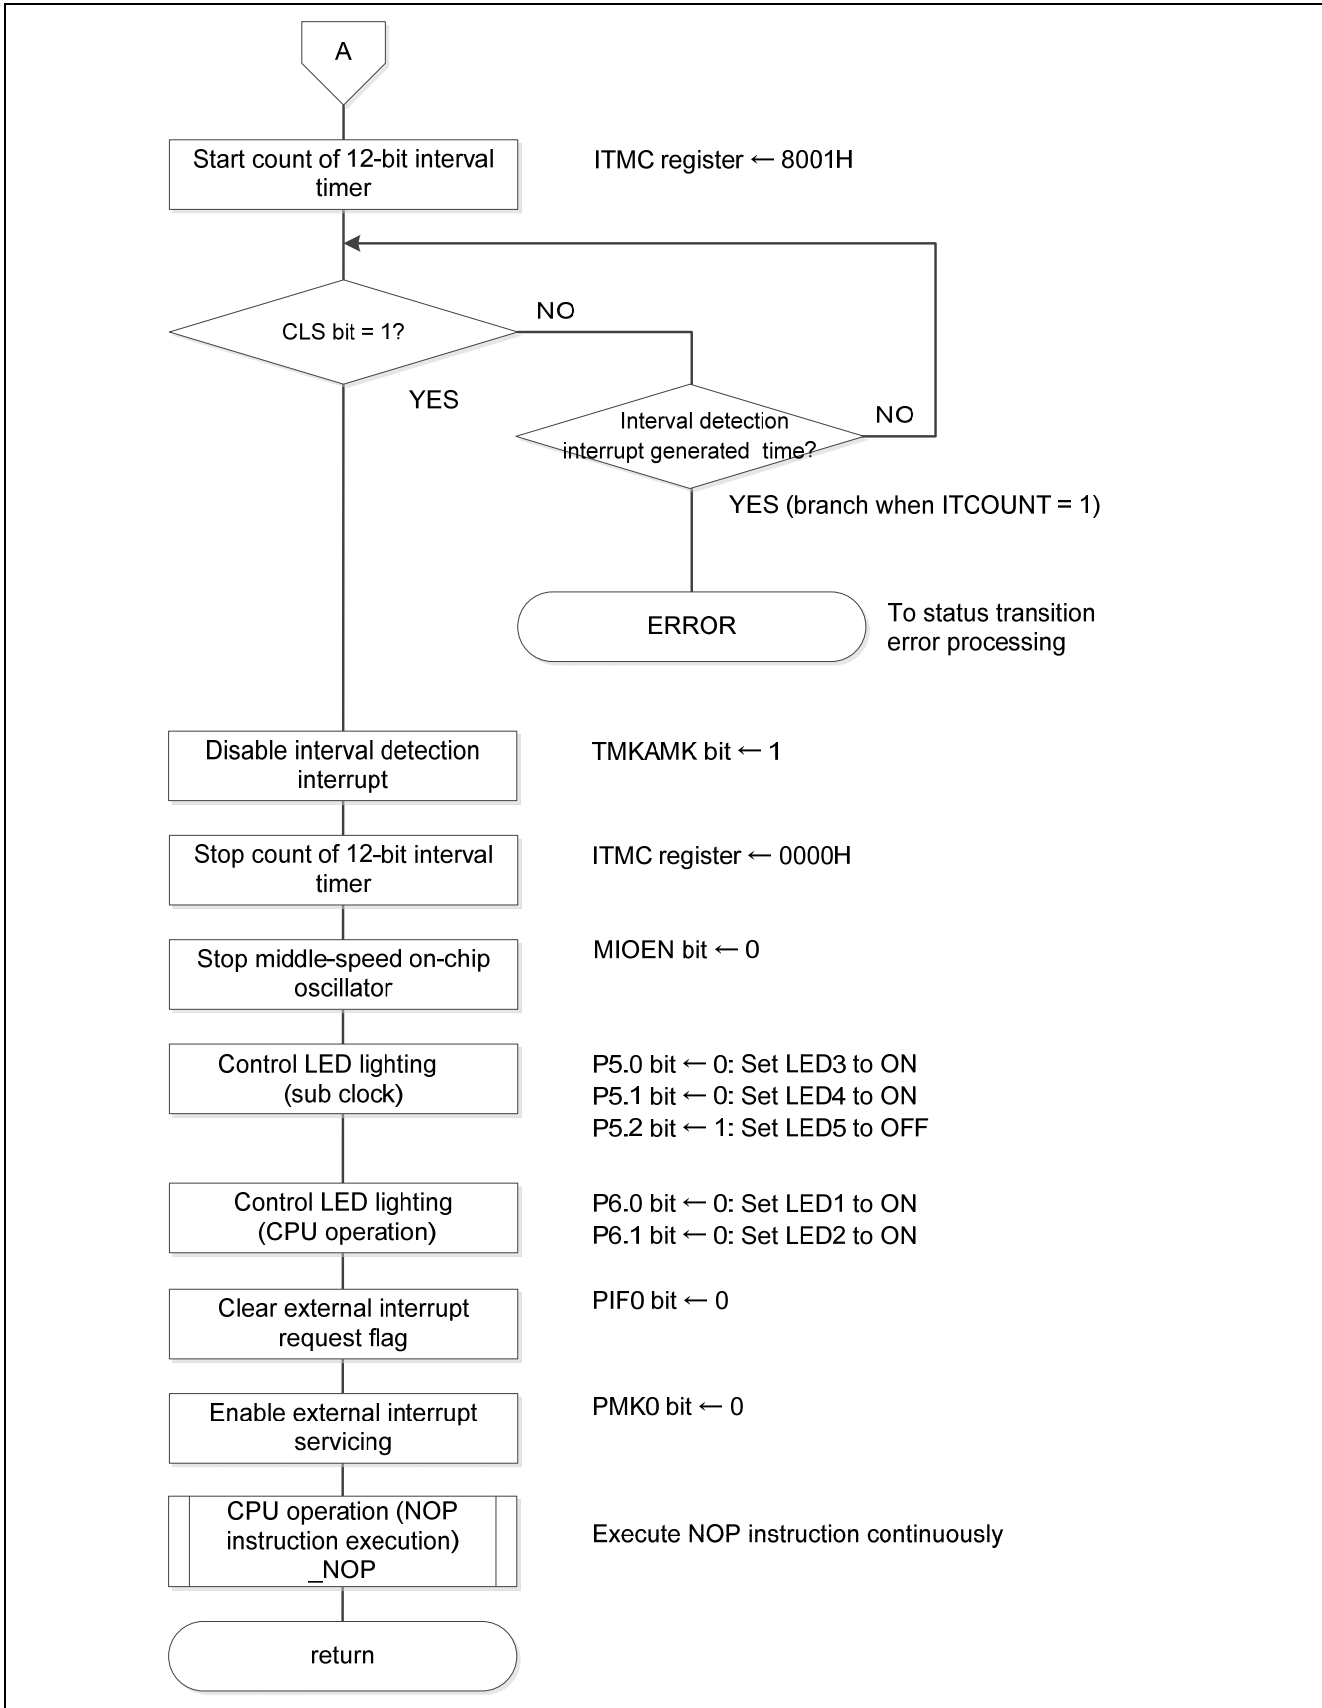 A
Start count of 12-bit interval
timer
ITMC register ← 8001H
CLS bit = 1?
NO
YES
Interval detection
interrupt generated  time?
NO
YES (branch when ITCOUNT = 1)
ERROR
To status transition
error processing
Disable interval detection
interrupt
TMKAMK bit ← 1
Stop count of 12-bit interval
timer
ITMC register ← 0000H
Stop middle-speed on-chip
oscillator
MIOEN bit ← 0
Control LED lighting
(sub clock)
P5.0 bit ← 0: Set LED3 to ON
P5.1 bit ← 0: Set LED4 to ON
P5.2 bit ← 1: Set LED5 to OFF
Control LED lighting
(CPU operation)
P6.0 bit ← 0: Set LED1 to ON
P6.1 bit ← 0: Set LED2 to ON
Clear external interrupt
request flag
PIF0 bit ← 0
Enable external interrupt
servicing
PMK0 bit ← 0
CPU operation (NOP
instruction execution)
_NOP
Execute NOP instruction continuously
return